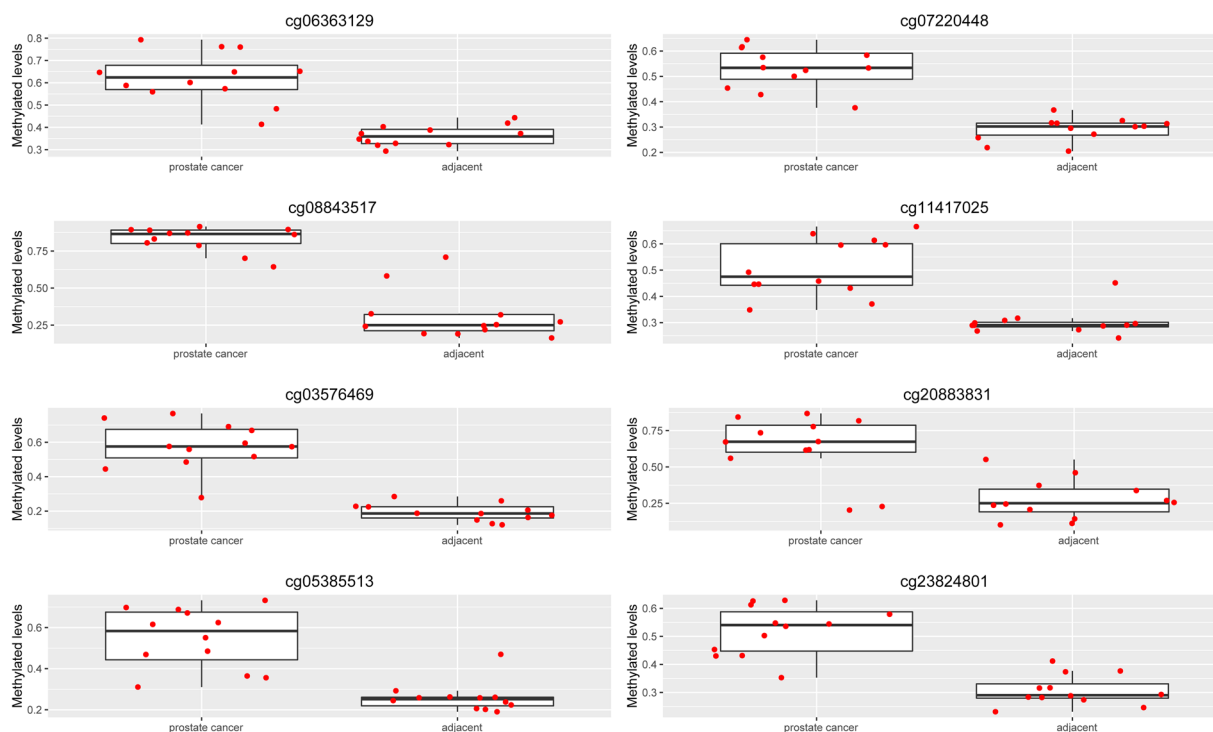 cg06363129
Methylated levels
0.8
0.7
0.6
0.5
0.4
0.3
prostate cancer
adjacent
cg07220448
Methylated levels
0.6
0.5
0.4
0.3
0.2
prostate cancer
adjacent
cg08843517
Methylated levels
0.75
0.50
0.25
prostate cancer
adjacent
cg11417025
Methylated levels
0.6
0.5
0.4
0.3
prostate cancer
adjacent
cg03576469
Methylated levels
0.6
0.4
0.2
prostate cancer
adjacent
cg20883831
Methylated levels
0.75
0.50
0.25
prostate cancer
adjacent
cg05385513
Methylated levels
0.6
0.4
0.2
prostate cancer
adjacent
cg23824801
Methylated levels
0.6
0.5
0.4
0.3
prostate cancer
adjacent